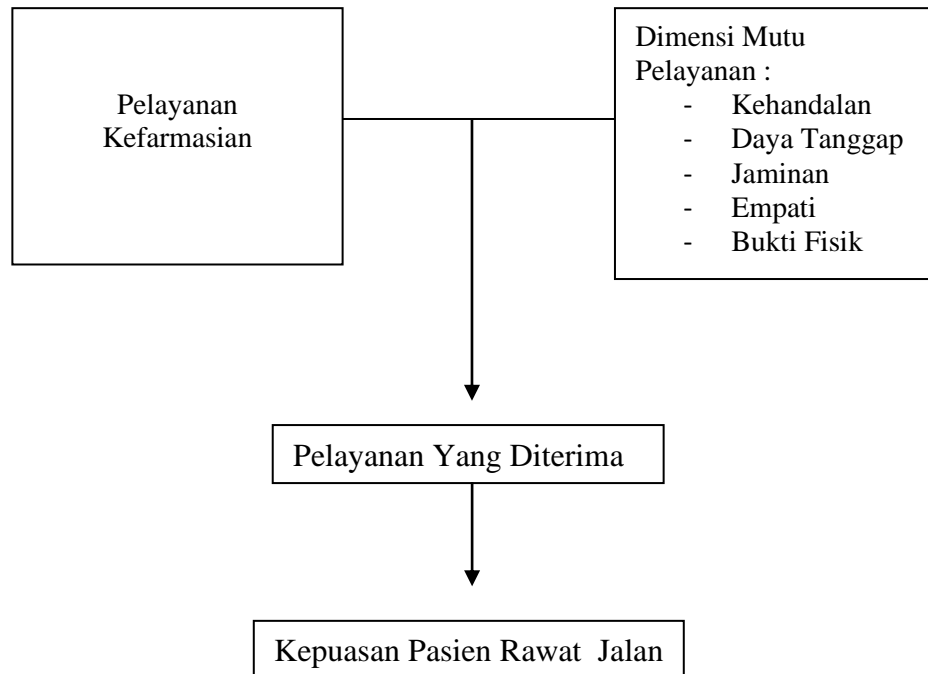 Pelayanan
Kefarmasian
Dimensi Mutu
Pelayanan :
- Kehandalan
- Daya Tanggap
- Jaminan
- Empati
- Bukti Fisik
Pelayanan Yang Diterima
Kepuasan Pasien Rawat Jalan